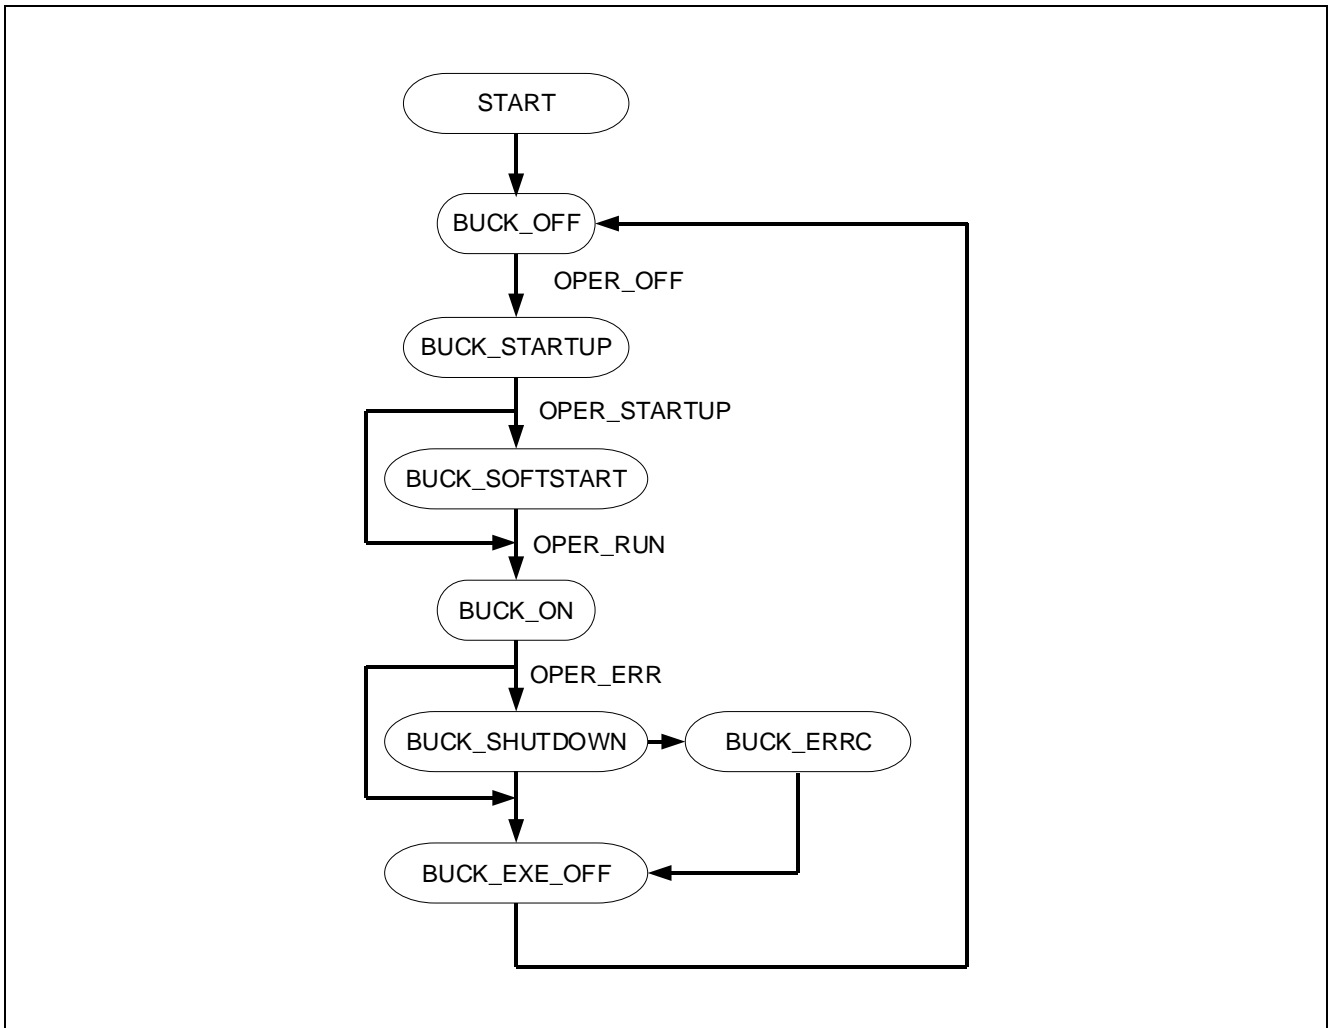 START
BUCK_OFF
OPER_OFF
BUCK_STARTUP
OPER_STARTUP
BUCK_SOFTSTART
OPER_RUN
BUCK_ON
OPER_ERR
BUCK_SHUTDOWN
BUCK_ERRC
BUCK_EXE_OFF